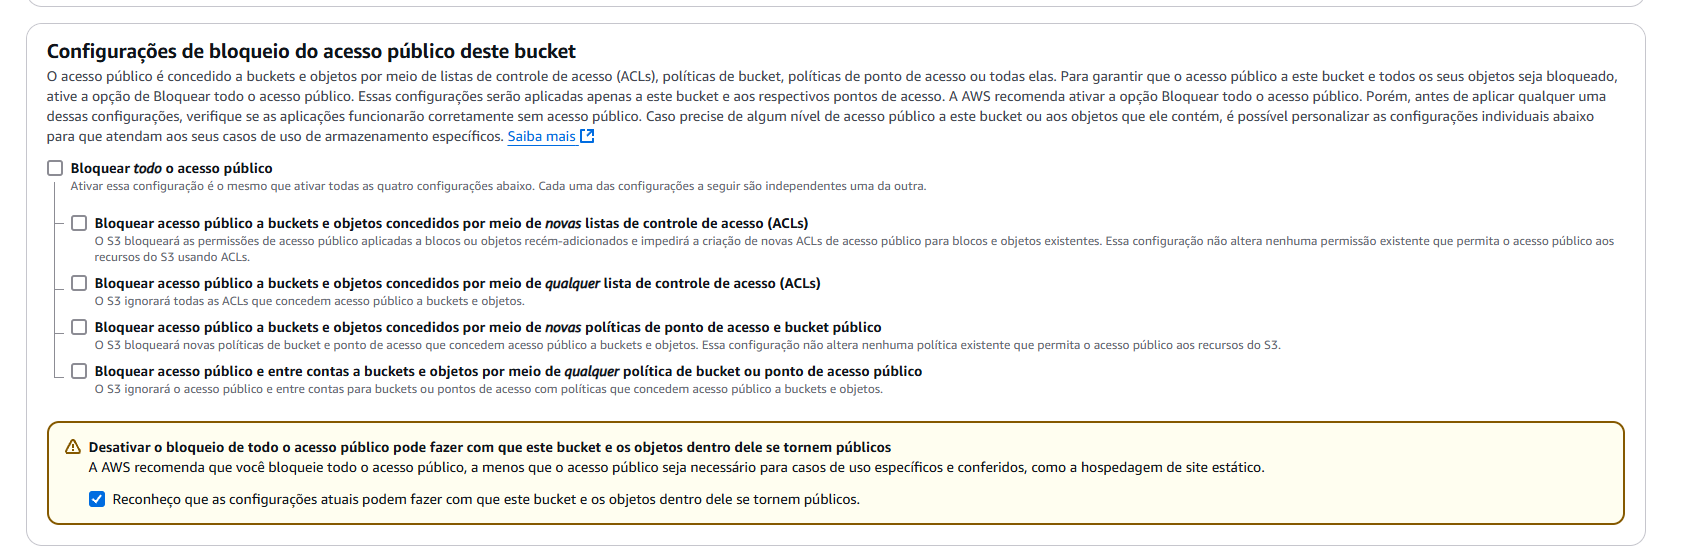 Configurações de bloqueio do acesso público deste bucket
O acesso público é concedido a buckets e objetos por meio de listas de controle de acesso (ACLs), políticas de bucket, políticas de ponto de acesso ou todas elas. Para garantir que o acesso público a este bucket e todos os seus objetos seja bloqueado,
ative a opção de Bloquear todo o acesso público. Essas configurações serão aplicadas apenas a este bucket e aos respectivos pontos de acesso. A AWS recomenda ativar a opção Bloquear todo o acesso público. Porém, antes de aplicar qualquer uma
dessas configurações, verifique se as aplicações funcionarão corretamente sem acesso público. Caso precise de algum nível de acesso público a este bucket ou aos objetos que ele contém, é possível personalizar as configurações individuais abaixo
para que atendam aos seus casos de uso de armazenamento específicos. Saiba mais
Bloquear todo o acesso público
Ativar essa configuração é o mesmo que ativar todas as quatro configurações abaixo. Cada uma das configurações a seguir são independentes uma da outra.
Bloquear acesso público a buckets e objetos concedidos por meio de novas listas de controle de acesso (ACLs)
O S3 bloqueará as permissões de acesso público aplicadas a blocos ou objetos recém-adicionados e impedirá a criação de novas ACLs de acesso público para blocos e objetos existentes. Essa configuração não altera nenhuma permissão existente que permita o acesso público aos
recursos do S3 usando ACLs.
Bloquear acesso público a buckets e objetos concedidos por meio de qualquer lista de controle de acesso (ACLs)
O S3 ignorará todas as ACLs que concedem acesso público a buckets e objetos.
Bloquear acesso público a buckets e objetos concedidos por meio de novas políticas de ponto de acesso e bucket público
O S3 bloqueará novas políticas de bucket e ponto de acesso que concedem acesso público a buckets e objetos. Essa configuração não altera nenhuma política existente que permita o acesso público aos recursos do S3.
Bloquear acesso público e entre contas a buckets e objetos por meio de qualquer política de bucket ou ponto de acesso público
O S3 ignorará o acesso público e entre contas para buckets ou pontos de acesso com políticas que concedem acesso público a buckets e objetos.
Desativar o bloqueio de todo o acesso público pode fazer com que este bucket e os objetos dentro dele se tornem públicos
A AWS recomenda que você bloqueie todo o acesso público, a menos que o acesso público seja necessário para casos de uso específicos e conferidos, como a hospedagem de site estático.
Reconheço que as configurações atuais podem fazer com que este bucket e os objetos dentro dele se tornem públicos.